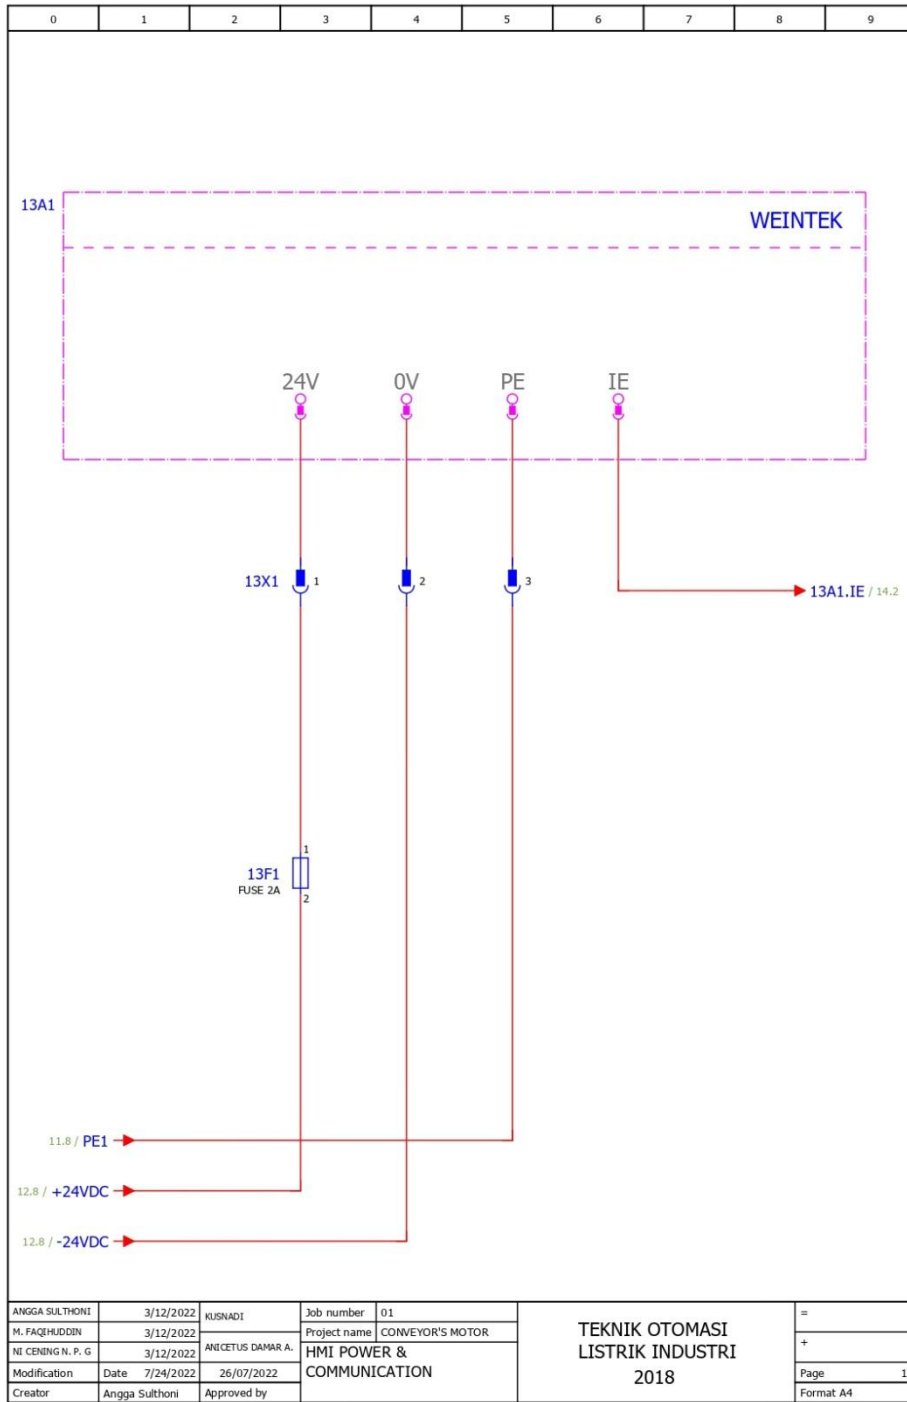 0 1 2 3 4 5 6 7 8 9
13A1
WEINTEK
24V 0V PE IE
13X1 1 2 3
13A1.IE / 14.2
1
13F1
FUSE 2A
2
11.8 / PE1
12.8 / +24VDC
12.8 / -24VDC
ANGGA SULTHONI 3/12/2022 KUSNADI Job number 01
M. FAQIHUDDIN 3/12/2022 Project name CONVEYOR'S MOTOR
NI CENING N. P. G 3/12/2022 ANICETUS DAMAR A. HMI POWER &
COMMUNICATION
Modification Date 7/24/2022 26/07/2022
Creator Angga Sulthoni Approved by
TEKNIK OTOMASI
LISTRIK INDUSTRI
2018
=
+
Page 1
Format A4